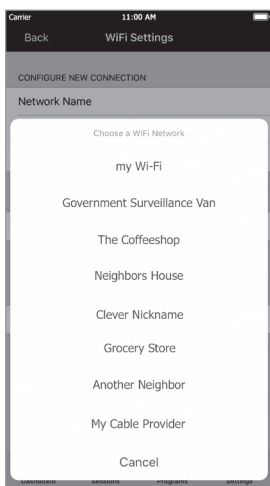 Carrier 11:00 AM
Back WiFi Settings
CONFIGURE NEW CONNECTION
Network Name
Choose a WiFi Network
my Wi-Fi
Government Surveillance Van
The Coffeeshop
Neighbors House
Clever Nickname
Grocery Store
Another Neighbor
My Cable Provider
Cancel
Dashboard Sessions Programs Settings